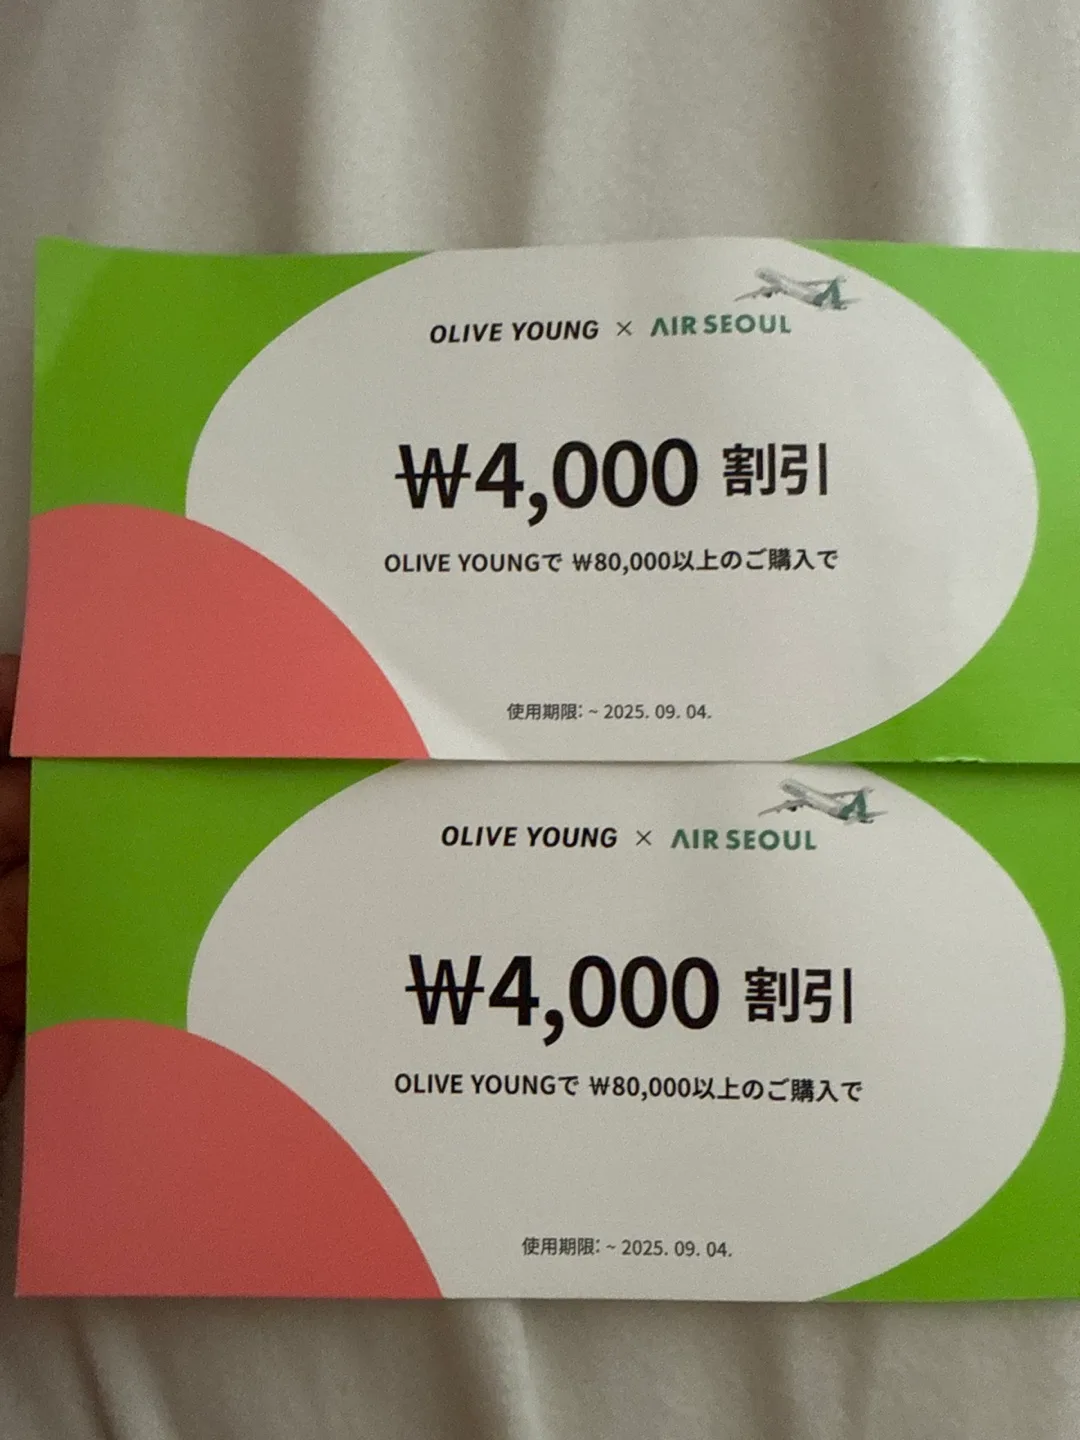 OLIVE YOUNG × AIR SEOUL
₩4,000 割引
OLIVE YOUNGで ₩80,000以上のご購入で
使用期限: ~ 2025. 09. 04.
OLIVE YOUNG × AIR SEOUL
₩4,000 割引
OLIVE YOUNGで ₩80,000以上のご購入で
使用期限: ~ 2025. 09. 04.